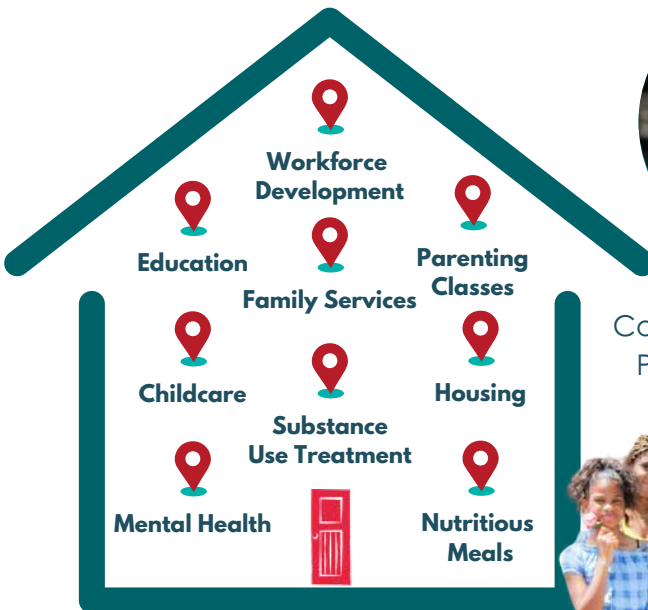 Workforce
Development
Education
Parenting
Classes
Family Services
Childcare
Housing
Substance
Use Treatment
Mental Health
Nutritious
Meals